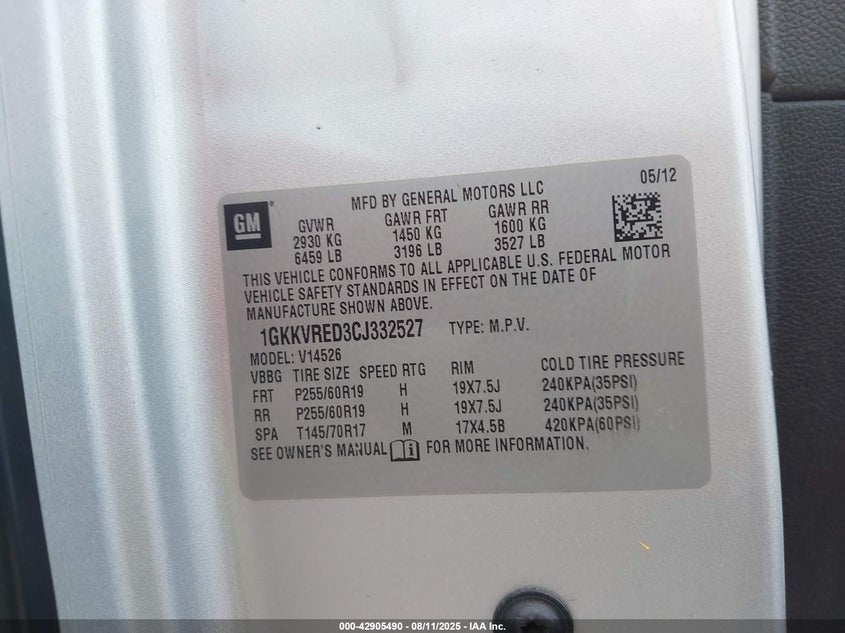 05/12
MFD BY GENERAL MOTORS LLC
GM
GVWR GAWR FRT GAWR RR
2930 KG 1450 KG 1600 KG
6459 LB 3196 LB 3527 LB
THIS VEHICLE CONFORMS TO ALL APPLICABLE U.S. FEDERAL MOTOR
VEHICLE SAFETY STANDARDS IN EFFECT ON THE DATE OF
MANUFACTURE SHOWN ABOVE.
1GKKVRED3CJ332527 TYPE: M.P.V.
MODEL: V14526
VBBG TIRE SIZE SPEED RTG RIM COLD TIRE PRESSURE
FRT P255/60R19 H 19X7.5J 240KPA(35PSI)
RR P255/60R19 H 19X7.5J 240KPA(35PSI)
SPA T145/70R17 M 17X4.5B 420KPA(60PSI)
SEE OWNER'S MANUAL FOR MORE INFORMATION.
000-42905490 - 08/11/2025 - IAA Inc.